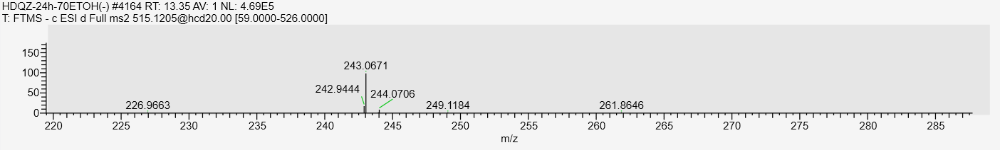 HDQZ-24h-70ETOH(-) #4164 RT: 13.35 AV: 1 NL: 4.69E5
T: FTMS - c ESI d Full ms2 515.1205@hcd20.00 [59.0000-526.0000]
150
100
50
0
243.0671
242.9444
244.0706
226.9663
249.1184
261.8646
220 225 230 235 240 245 250 255 260 265 270 275 280 285
m/z